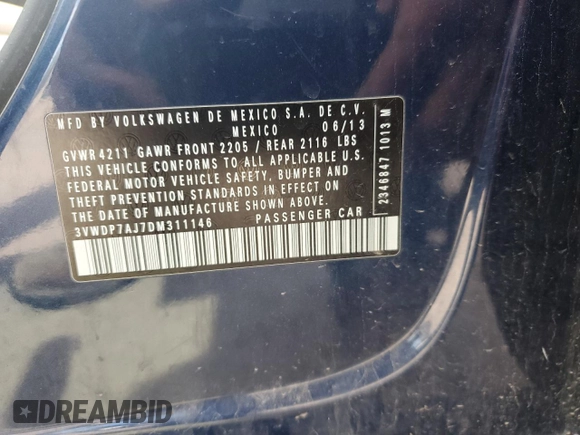 MFD BY VOLKSWAGEN DE MEXICO S.A. DE C.V.
MEXICO 06/13
GVWR 4211 GAWR FRONT 2205 / REAR 2116 LBS
THIS VEHICLE CONFORMS TO ALL APPLICABLE
FEDERAL MOTOR VEHICLE SAFETY, BUMPER AND
THEFT PREVENTION STANDARDS IN EFFECT ON
THE DATE OF MANUFACTURE SHOWN ABOVE.
3VWDP7AJ7DM311146 PASSENGER CAR
2346847 1013 M
DREAMBID